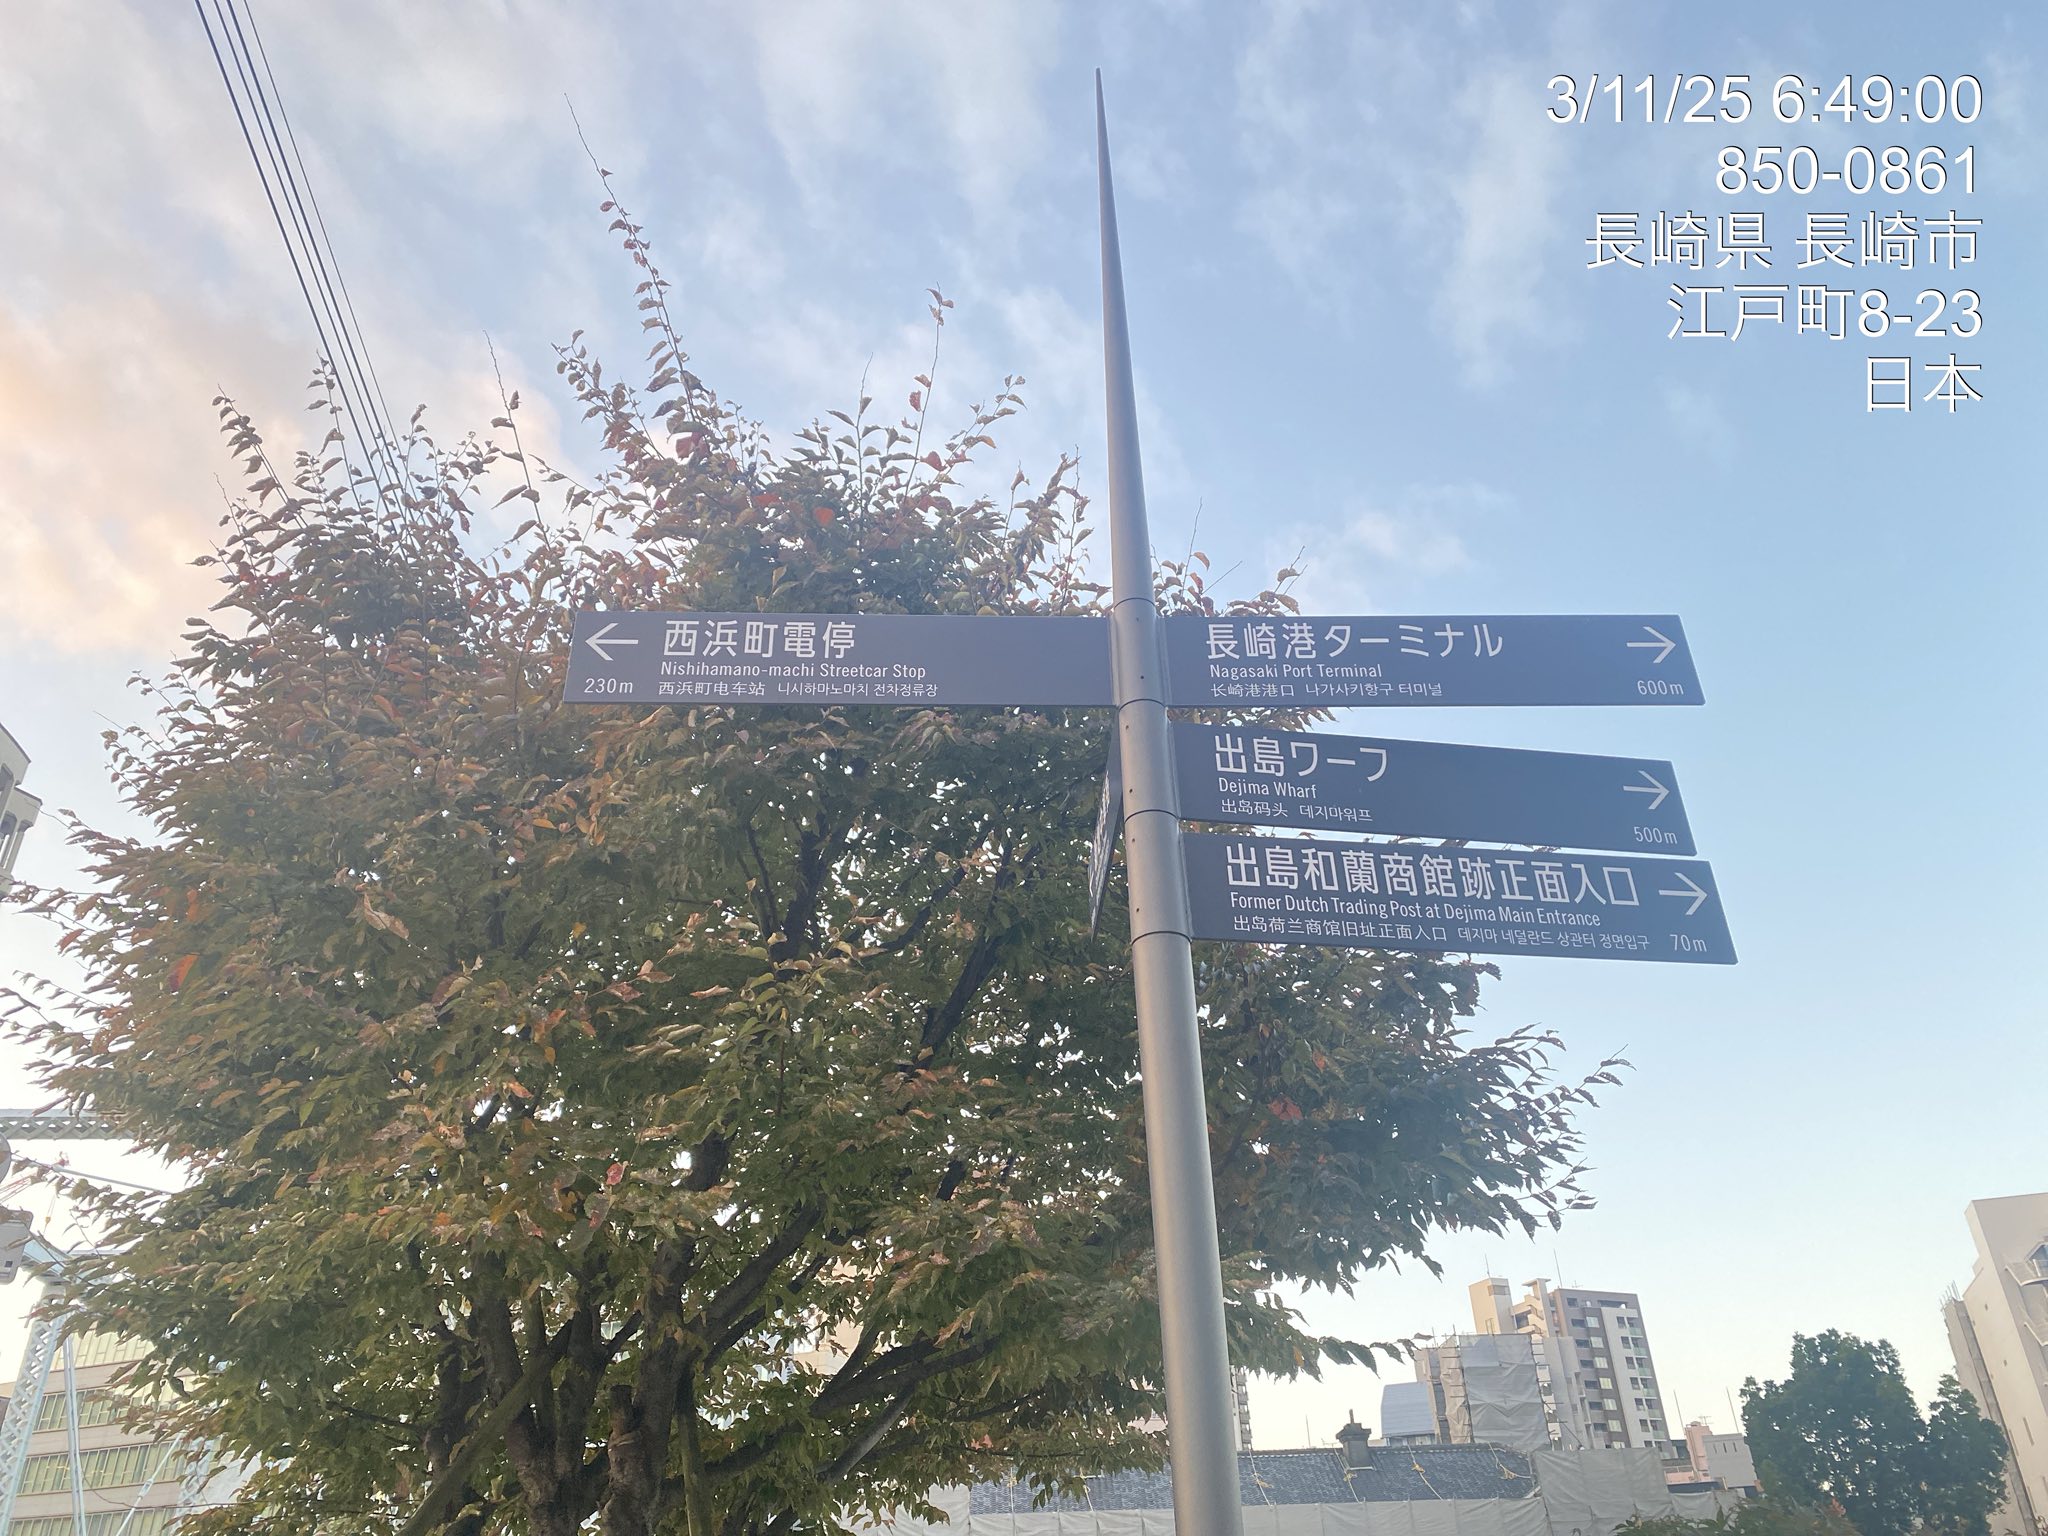 3/11/25 6:49:00
850-0861
長崎県 長崎市
江戸町8-23
日本
← 西浜町電停
Nishihamano-machi Streetcar Stop
230m 西浜町电车站 니시하마노마치 전차정류장
長崎港ターミナル →
Nagasaki Port Terminal
长崎港港口 나가사키항구 터미널 600m
出島ワーフ →
Dejima Wharf
出岛码头 데지마워프 500m
出島和蘭商館跡正面入口 →
Former Dutch Trading Post at Dejima Main Entrance
出岛荷兰商馆旧址正面入口 데지마 네덜란드 상관터 정면입구 70m